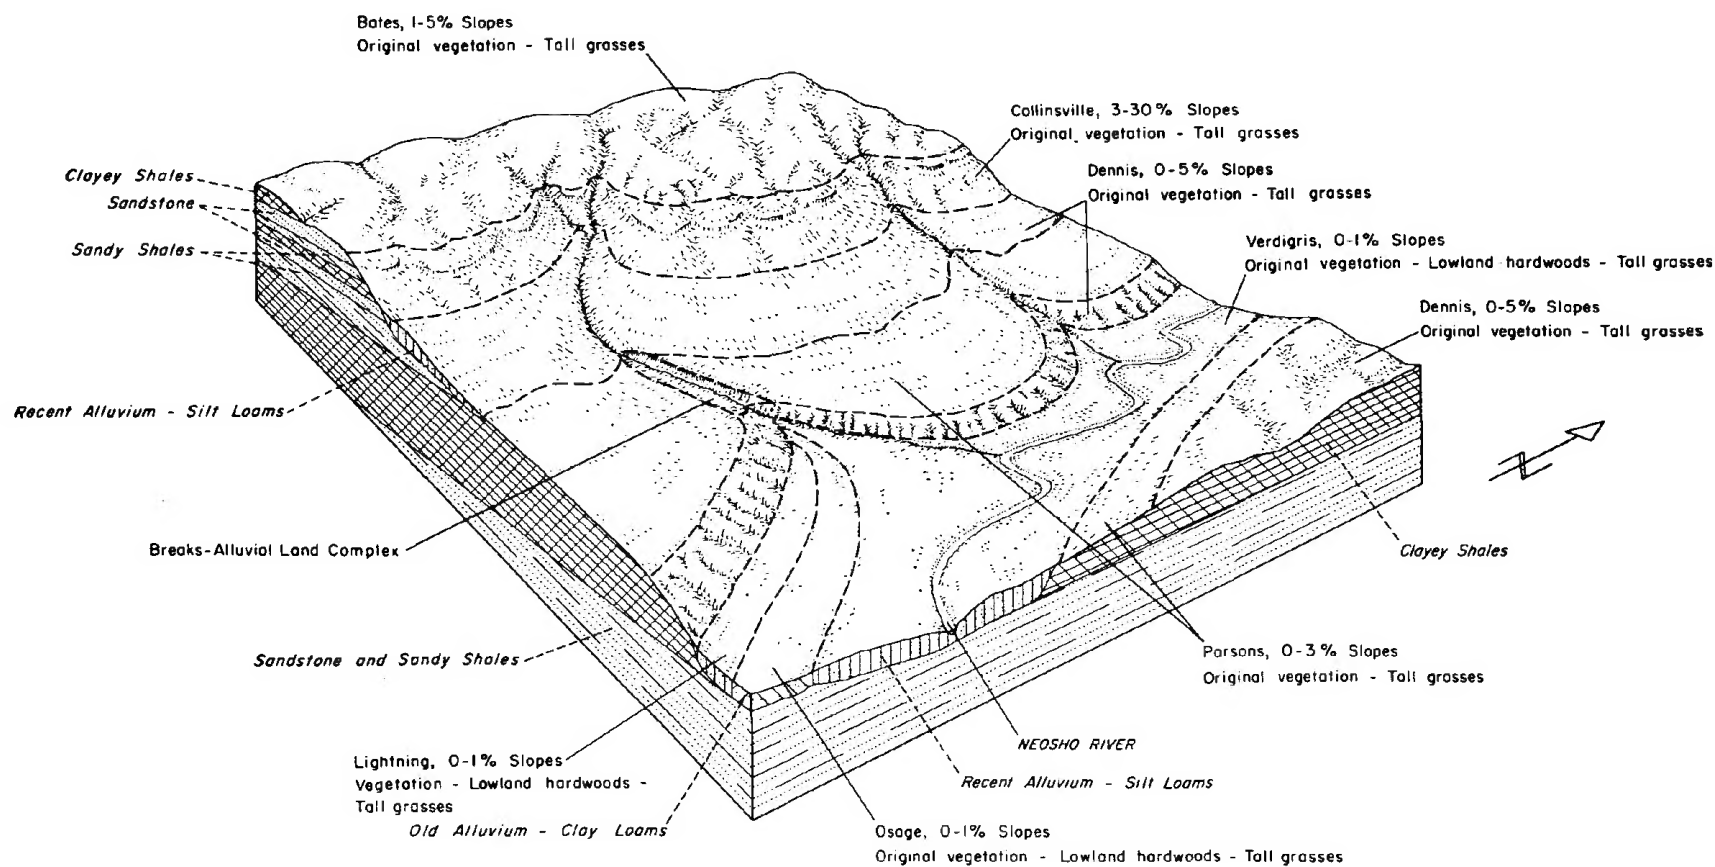 Bates, 1-5% Slopes
Original vegetation - Tall grasses
Collinsville, 3-30% Slopes
Original vegetation - Tall grasses
Dennis, 0-5% Slopes
Original vegetation - Tall grasses
Clayey Shales
Sandstone
Sandy Shales
Verdigris, 0-1% Slopes
Original vegetation - Lowland hardwoods - Tall grasses
Dennis, 0-5% Slopes
Original vegetation - Tall grasses
Recent Alluvium - Silt Loams
N
Breaks-Alluvial Land Complex
Clayey Shales
Sandstone and Sandy Shales
Parsons, 0-3% Slopes
Original vegetation - Tall grasses
NEOSHO RIVER
Lightning, 0-1% Slopes
Vegetation - Lowland hardwoods -
Tall grasses
Recent Alluvium - Silt Loams
Old Alluvium - Clay Loams
Osage, 0-1% Slopes
Original vegetation - Lowland hardwoods - Tall grasses